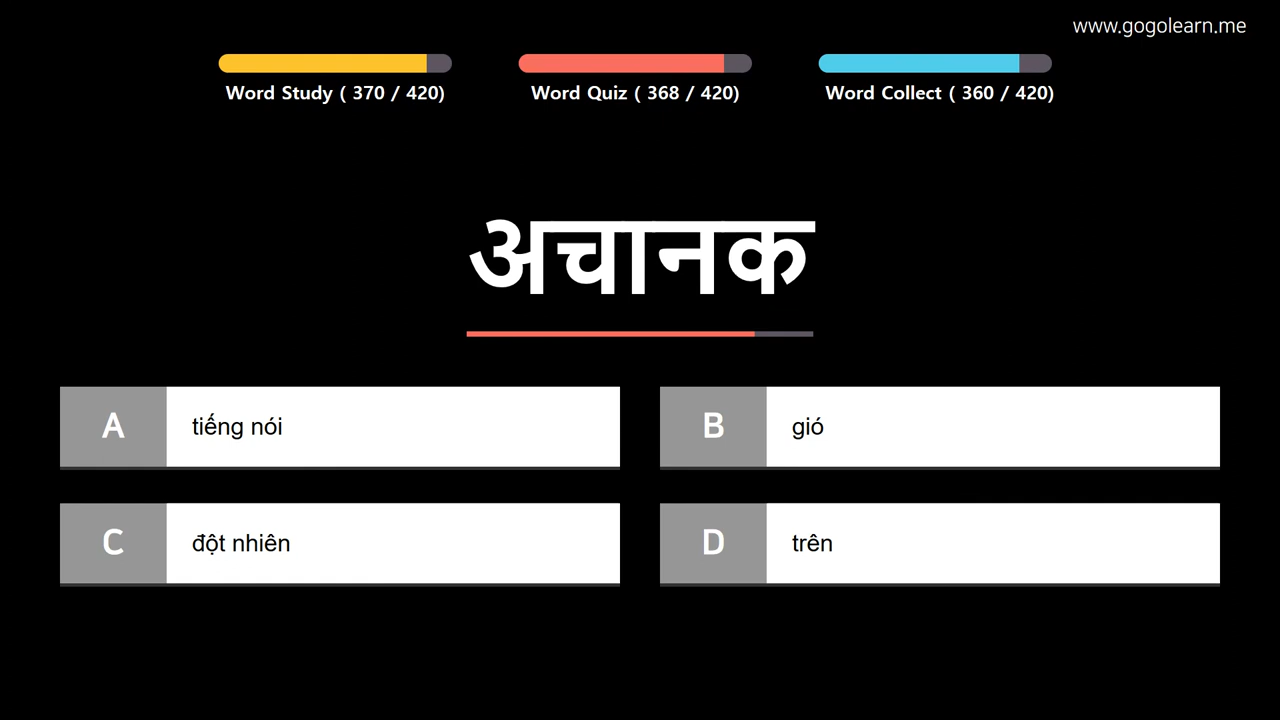 www.gogolearn.me
Word Study ( 370 / 420)
Word Quiz ( 368 / 420)
Word Collect ( 360 / 420)
अचानक
A tiếng nói
B gió
C đột nhiên
D trên